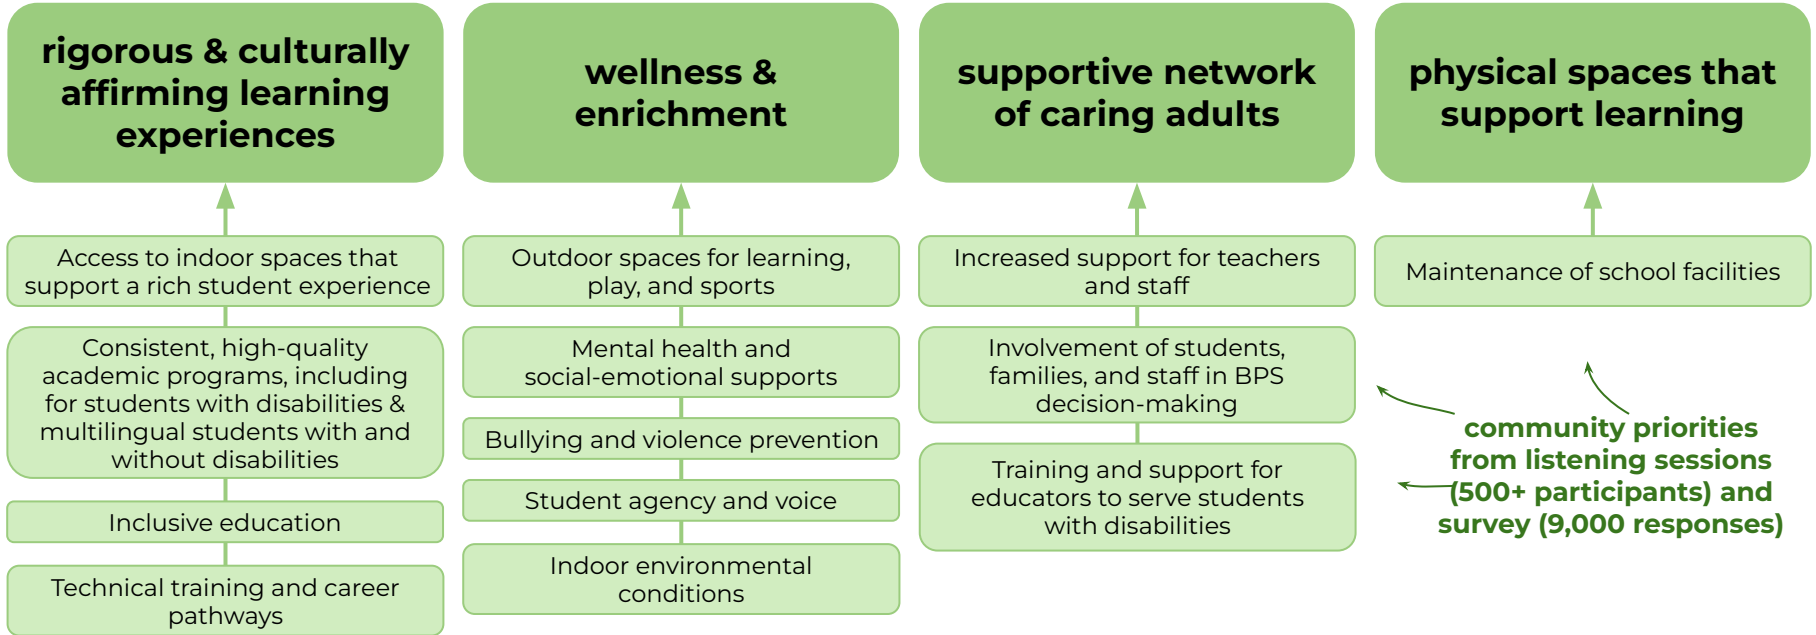 rigorous & culturally
affirming learning
experiences
Access to indoor spaces that
support a rich student experience
Consistent, high-quality
academic programs, including
for students with disabilities &
multilingual students with and
without disabilities
Inclusive education
Technical training and career
pathways
wellness &
enrichment
Outdoor spaces for learning,
play, and sports
Mental health and
social-emotional supports
Bullying and violence prevention
Student agency and voice
Indoor environmental
conditions
supportive network
of caring adults
Increased support for teachers
and staff
Involvement of students,
families, and staff in BPS
decision-making
Training and support for
educators to serve students
with disabilities
physical spaces that
support learning
Maintenance of school facilities
community priorities
from listening sessions
(500+ participants) and
survey (9,000 responses)